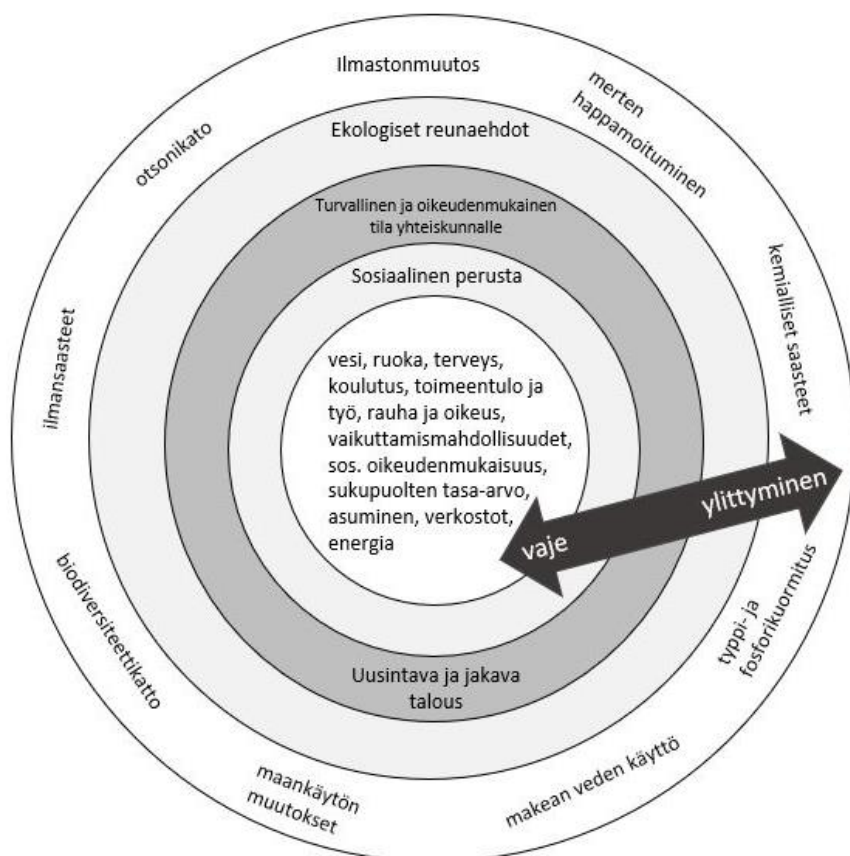 Ilmastonmuutos
merten
happamoituminen
kemialliset saasteet
typpi- ja
fosforikuormitus
makean veden käyttö
maankäytön
muutokset
biodiversiteettikatto
ilmansaasteet
otsonikato
Ekologiset reunaehdot
Turvallinen ja oikeudenmukainen
tila yhteiskunnalle
Sosiaalinen perusta
vesi, ruoka, terveys,
koulutus, toimeentulo ja
työ, rauha ja oikeus,
vaikuttamismahdollisuudet,
sos. oikeudenmukaisuus,
sukupuolten tasa-arvo,
asuminen, verkostot,
energia
vaje
ylittyminen
Uusintava ja jakava
talous